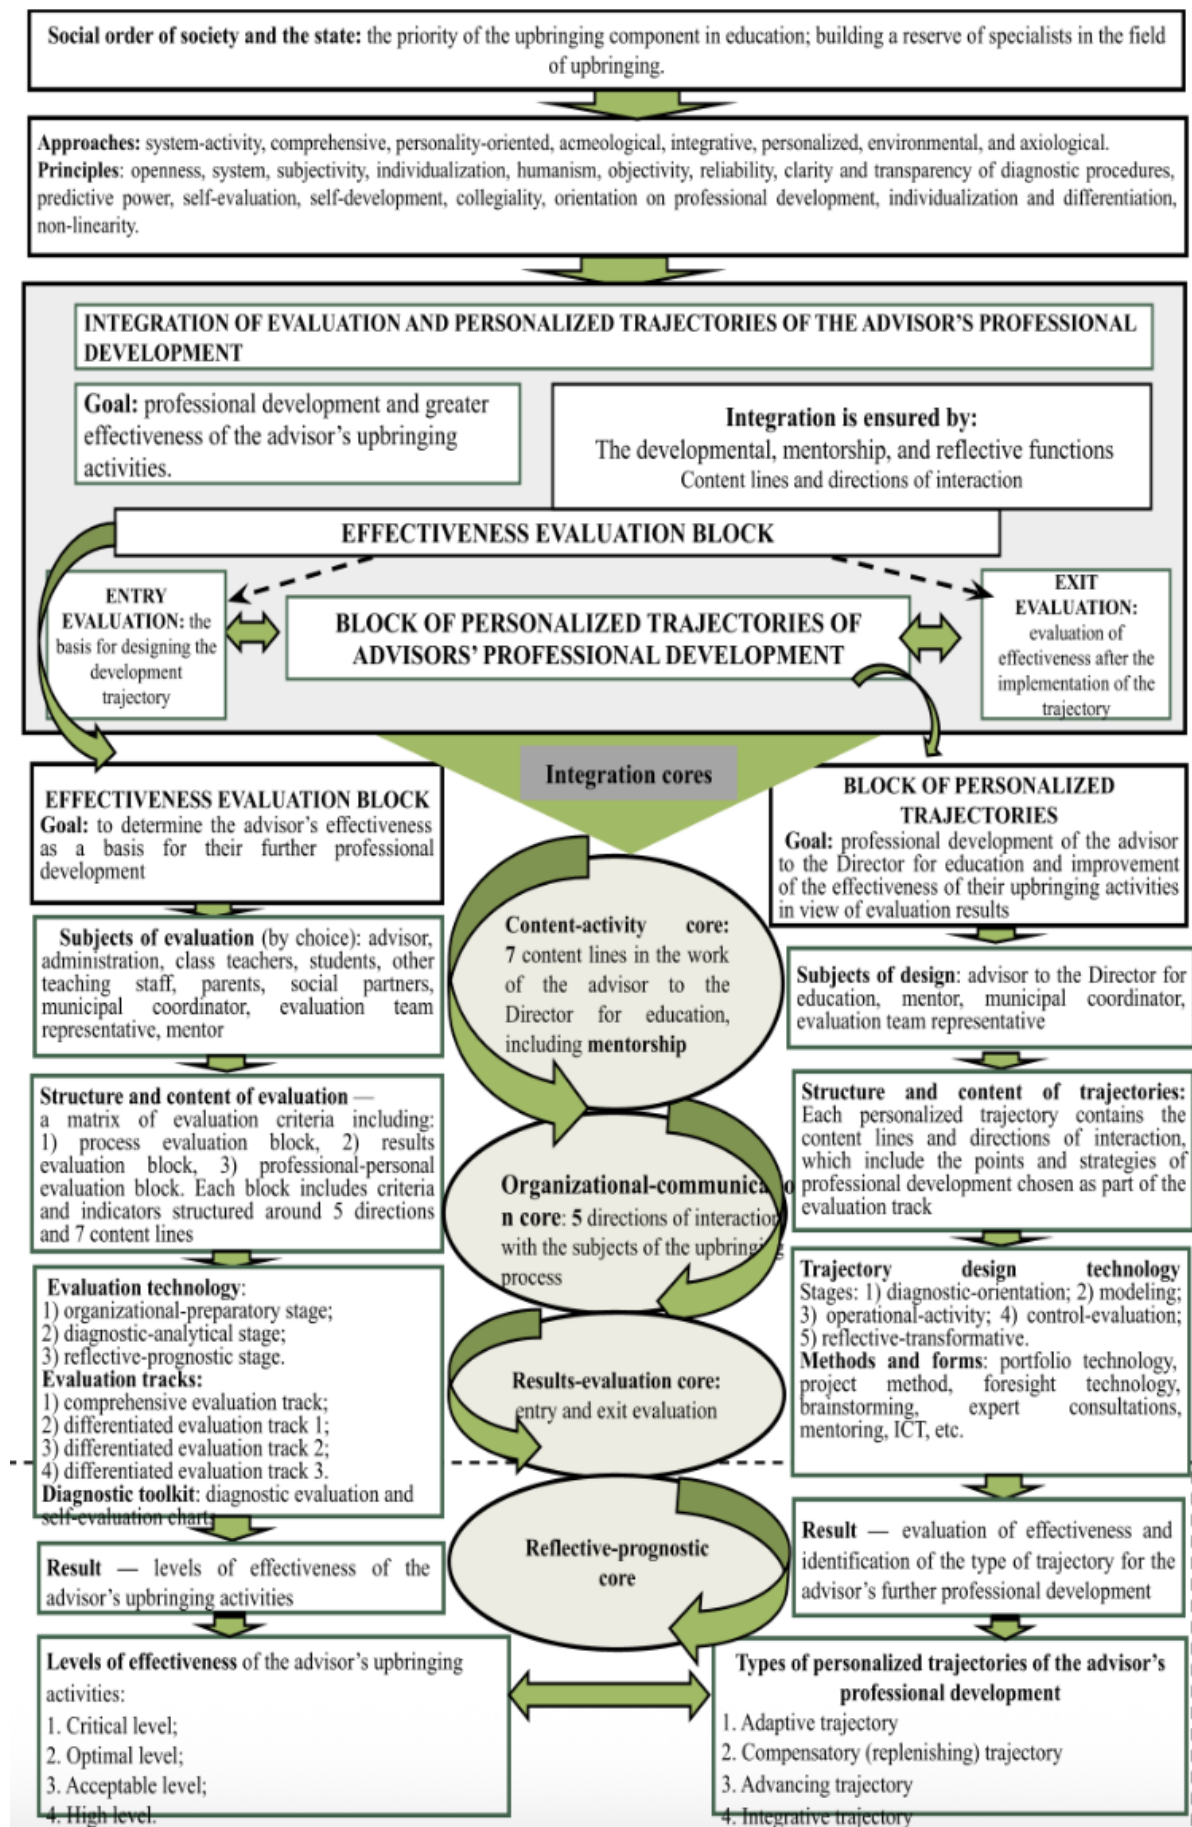 Social order of society and the state: the priority of the upbringing component in education; building a reserve of specialists in the field
of upbringing.
Approaches: system-activity, comprehensive, personality-oriented, acmeological, integrative, personalized, environmental, and axiological.
Principles: openness, system, subjectivity, individualization, humanism, objectivity, reliability, clarity and transparency of diagnostic procedures,
predictive power, self-evaluation, self-development, collegiality, orientation on professional development, individualization and differentiation,
non-linearity.
INTEGRATION OF EVALUATION AND PERSONALIZED TRAJECTORIES OF THE ADVISOR'S PROFESSIONAL
DEVELOPMENT
Goal: professional development and greater
effectiveness of the advisor's upbringing
activities.
Integration is ensured by:
The developmental, mentorship, and reflective functions
Content lines and directions of interaction
EFFECTIVENESS EVALUATION BLOCK
ENTRY
EVALUATION: the
basis for designing the
development
trajectory
BLOCK OF PERSONALIZED TRAJECTORIES OF
ADVISORS' PROFESSIONAL DEVELOPMENT
EXIT
EVALUATION:
evaluation of
effectiveness after the
implementation of the
trajectory
Integration cores
EFFECTIVENESS EVALUATION BLOCK
Goal: to determine the advisor's effectiveness
as a basis for their further professional
development
Subjects of evaluation (by choice): advisor,
administration, class teachers, students, other
teaching staff, parents, social partners,
municipal coordinator, evaluation team
representative, mentor
Structure and content of evaluation —
a matrix of evaluation criteria including:
1) process evaluation block, 2) results
evaluation block, 3) professional-personal
evaluation block. Each block includes criteria
and indicators structured around 5 directions
and 7 content lines
Evaluation technology:
1) organizational-preparatory stage;
2) diagnostic-analytical stage;
3) reflective-prognostic stage.
Evaluation tracks:
1) comprehensive evaluation track;
2) differentiated evaluation track 1;
3) differentiated evaluation track 2;
4) differentiated evaluation track 3.
Diagnostic toolkit: diagnostic evaluation and
self-evaluation charts
Result — levels of effectiveness of the
advisor's upbringing activities
Levels of effectiveness of the advisor's upbringing
activities:
1. Critical level;
2. Optimal level;
3. Acceptable level;
4. High level.
Content-activity core:
7 content lines in the work
of the advisor to the
Director for education,
including mentorship
Organizational-communicatio
n core: 5 directions of interaction
with the subjects of the upbringing
process
Results-evaluation core:
entry and exit evaluation
Reflective-prognostic
core
BLOCK OF PERSONALIZED
TRAJECTORIES
Goal: professional development of the advisor
to the Director for education and improvement
of the effectiveness of their upbringing activities
in view of evaluation results
Subjects of design: advisor to the Director for
education, mentor, municipal coordinator,
evaluation team representative
Structure and content of trajectories:
Each personalized trajectory contains the
content lines and directions of interaction,
which include the points and strategies of
professional development chosen as part of the
evaluation track
Trajectory design technology
Stages: 1) diagnostic-orientation; 2) modeling;
3) operational-activity; 4) control-evaluation;
5) reflective-transformative.
Methods and forms: portfolio technology,
project method, foresight technology,
brainstorming, expert consultations,
mentoring, ICT, etc.
Result — evaluation of effectiveness and
identification of the type of trajectory for the
advisor's further professional development
Types of personalized trajectories of the advisor's
professional development
1. Adaptive trajectory
2. Compensatory (replenishing) trajectory
3. Advancing trajectory
4. Integrative trajectory